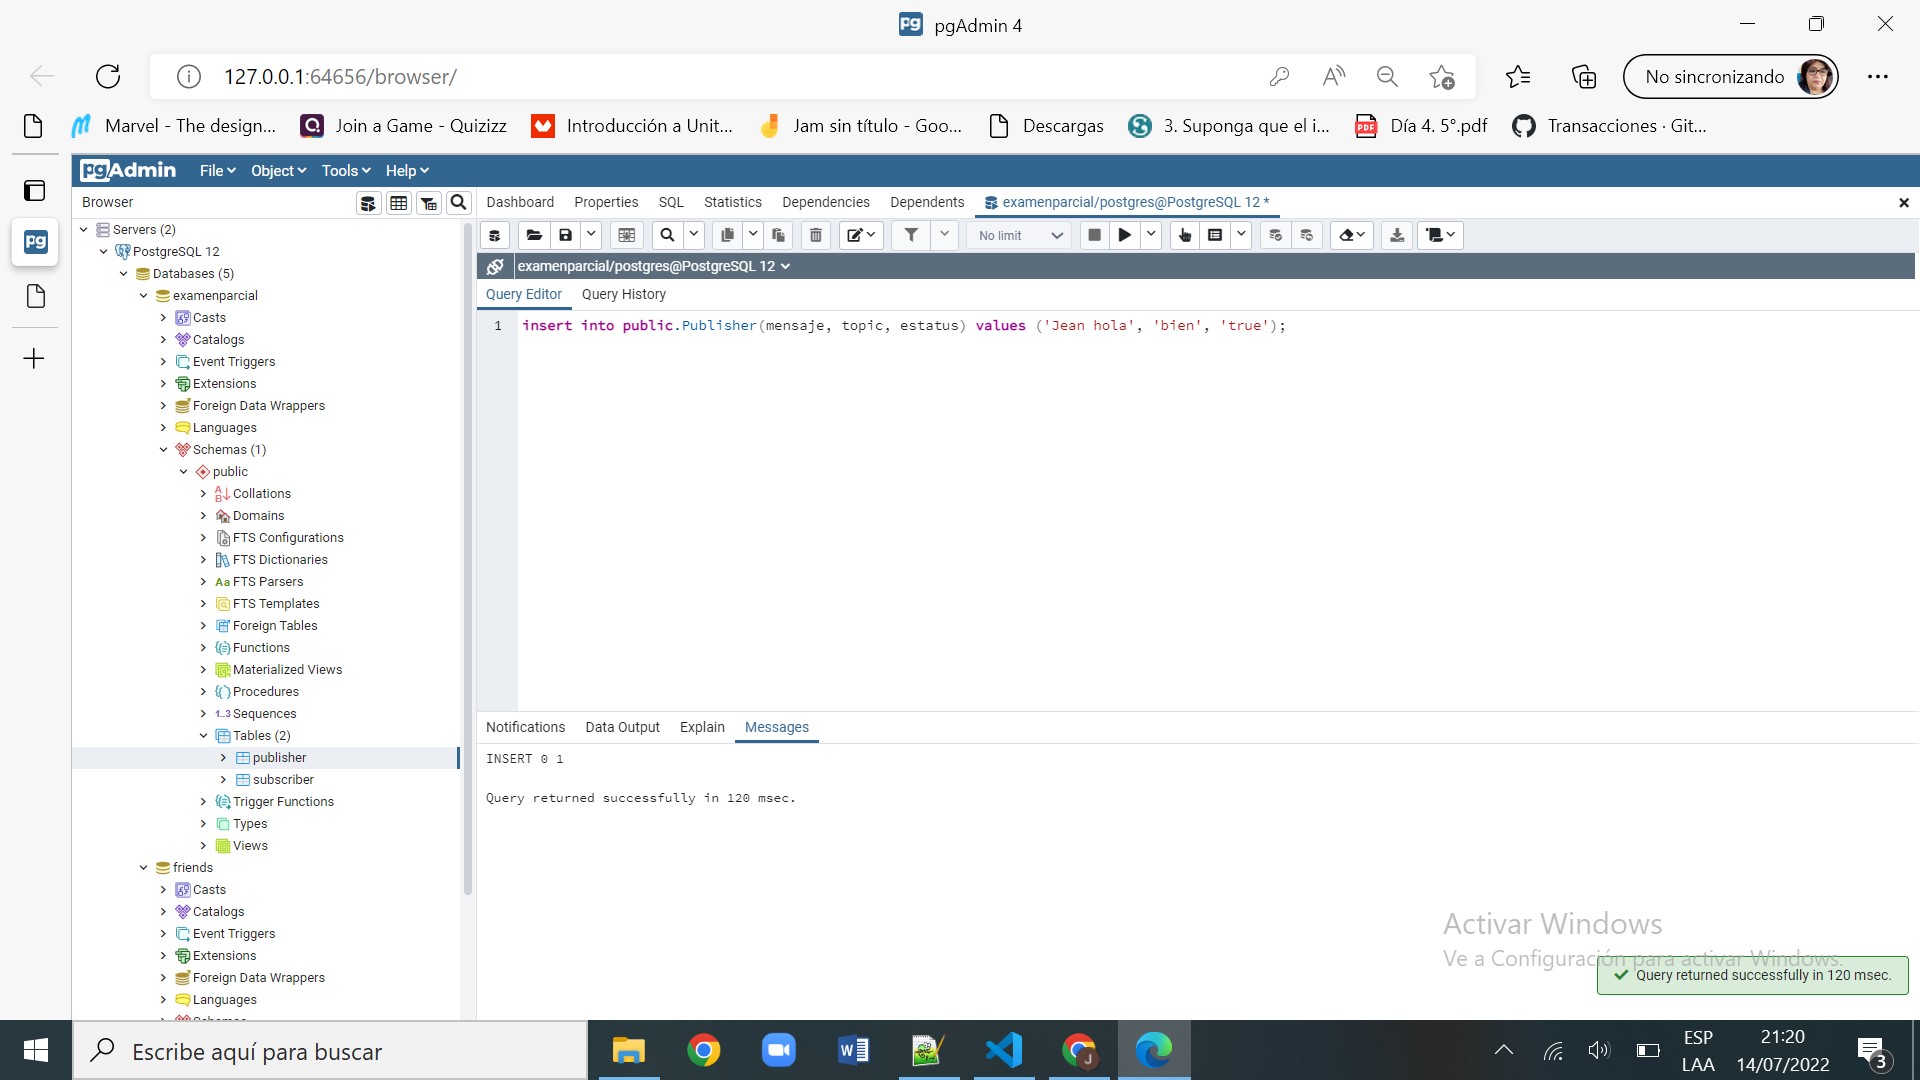 pgAdmin 4
127.0.0.1:64656/browser/
No sincronizando
Marvel - The design...
Join a Game - Quizizz
Introducción a Unit...
Jam sin título - Goo...
Descargas
3. Suponga que el i...
Día 4. 5°.pdf
Transacciones · Git...
pgAdmin
File
Object
Tools
Help
Browser
Dashboard
Properties
SQL
Statistics
Dependencies
Dependents
examenparcial/postgres@PostgreSQL 12 *
No limit
examenparcial/postgres@PostgreSQL 12
Query Editor
Query History
1 insert into public.Publisher(mensaje, topic, estatus) values ('Jean hola', 'bien', 'true');
Servers (2)
PostgreSQL 12
Databases (5)
examenparcial
Casts
Catalogs
Event Triggers
Extensions
Foreign Data Wrappers
Languages
Schemas (1)
public
Collations
Domains
FTS Configurations
FTS Dictionaries
FTS Parsers
FTS Templates
Foreign Tables
Functions
Materialized Views
Procedures
Sequences
Tables (2)
publisher
subscriber
Trigger Functions
Types
Views
friends
Casts
Catalogs
Event Triggers
Extensions
Foreign Data Wrappers
Languages
Notifications
Data Output
Explain
Messages
INSERT 0 1
Query returned successfully in 120 msec.
Activar Windows
Ve a Configuración para activar Windows.
Query returned successfully in 120 msec.
Escribe aquí para buscar
ESP
LAA
21:20
14/07/2022
3